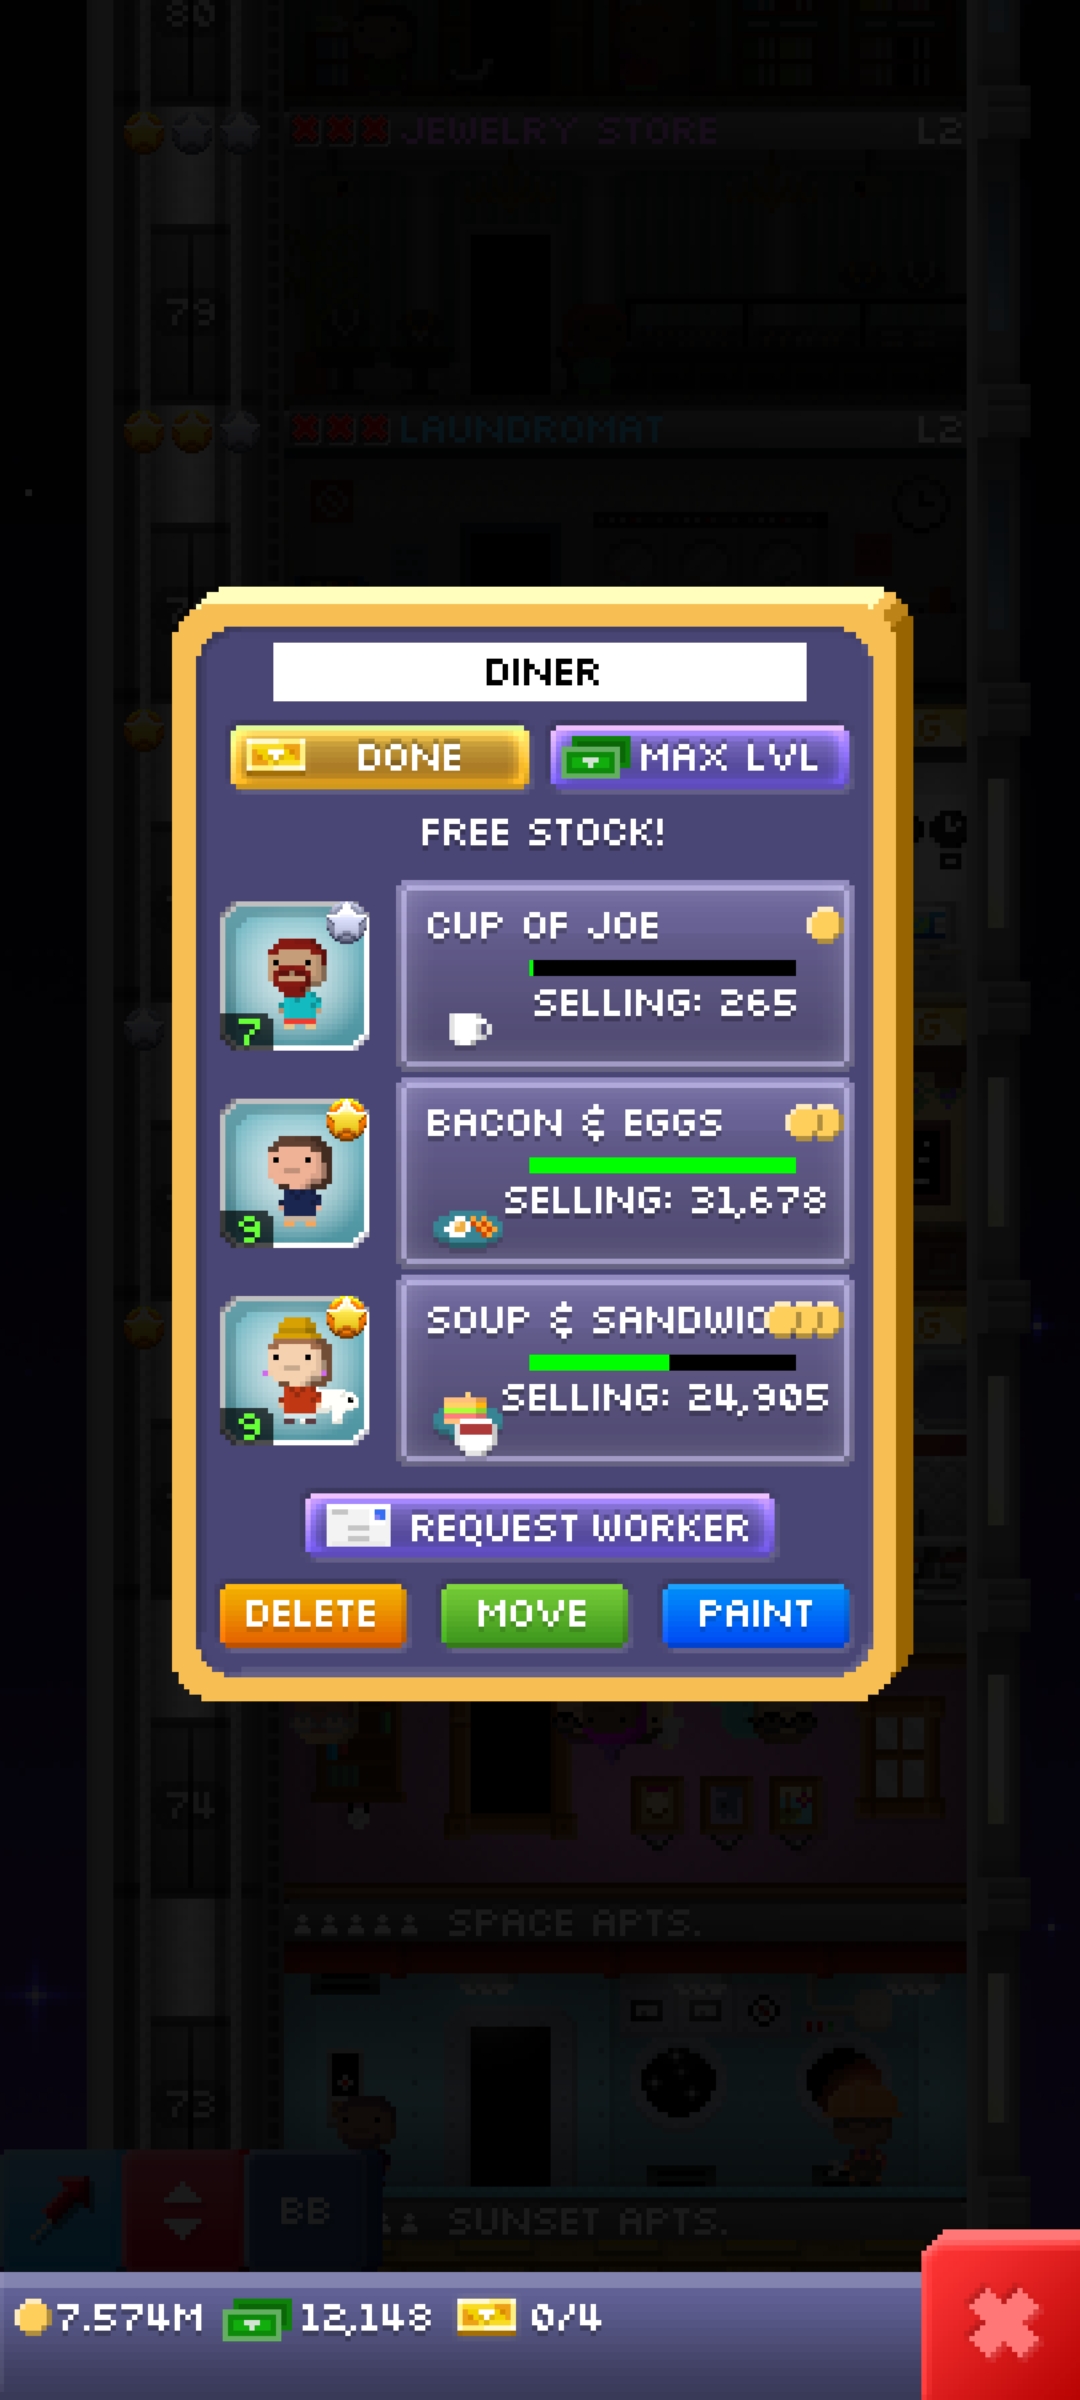 80
JEWELRY STORE L2
79
LAUNDROMAT L2
DINER
DONE
MAX LVL
FREE STOCK!
CUP OF JOE
SELLING: 265
7
BACON & EGGS
SELLING: 31,678
9
SOUP & SANDWIC
SELLING: 24,905
9
REQUEST WORKER
DELETE
MOVE
PAINT
74
SPACE APTS.
73
BB
SUNSET APTS.
7.574M
12,148
0/4